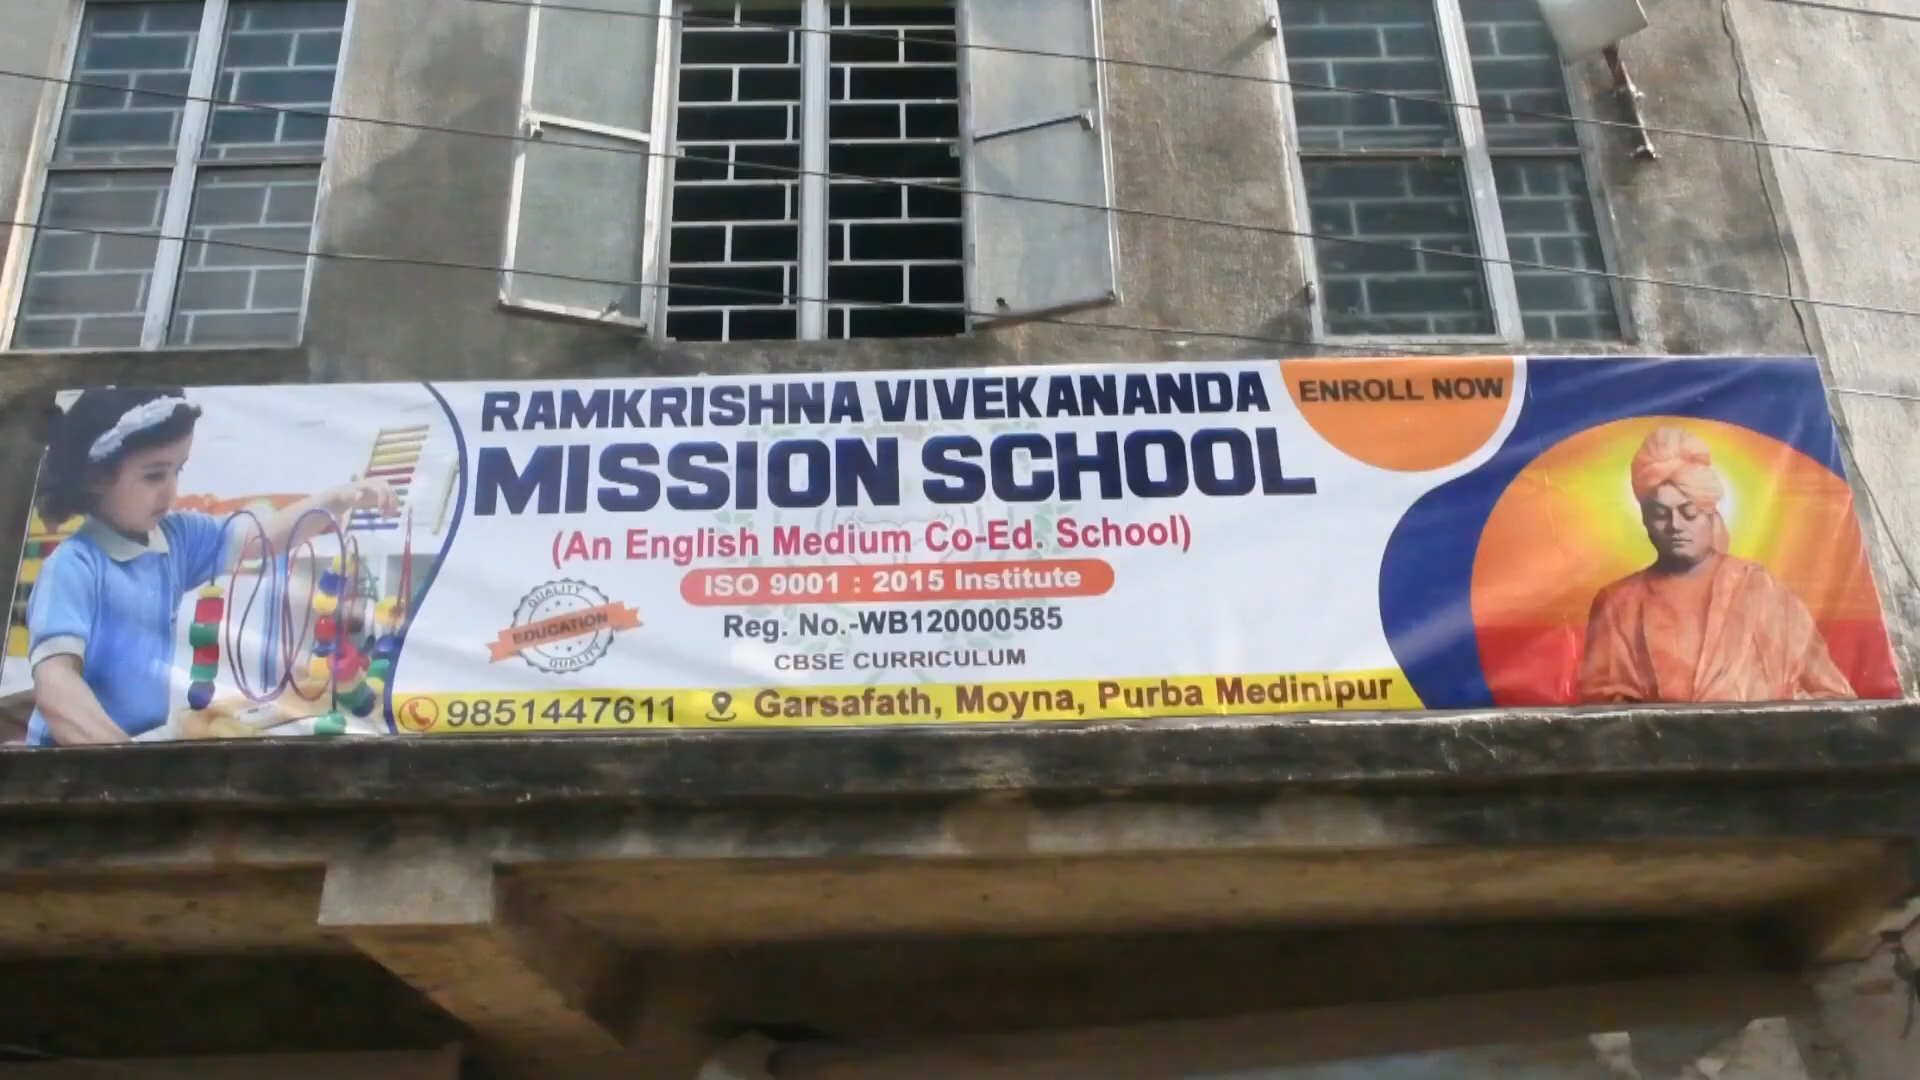 RAMKRISHNA VIVEKANANDA
MISSION SCHOOL
ENROLL NOW
(An English Medium Co-Ed. School)
ISO 9001 : 2015 Institute
Reg. No.-WB120000585
CBSE CURRICULUM
QUALITY
EDUCATION
QUALITY
9851447611 Garsafath, Moyna, Purba Medinipur